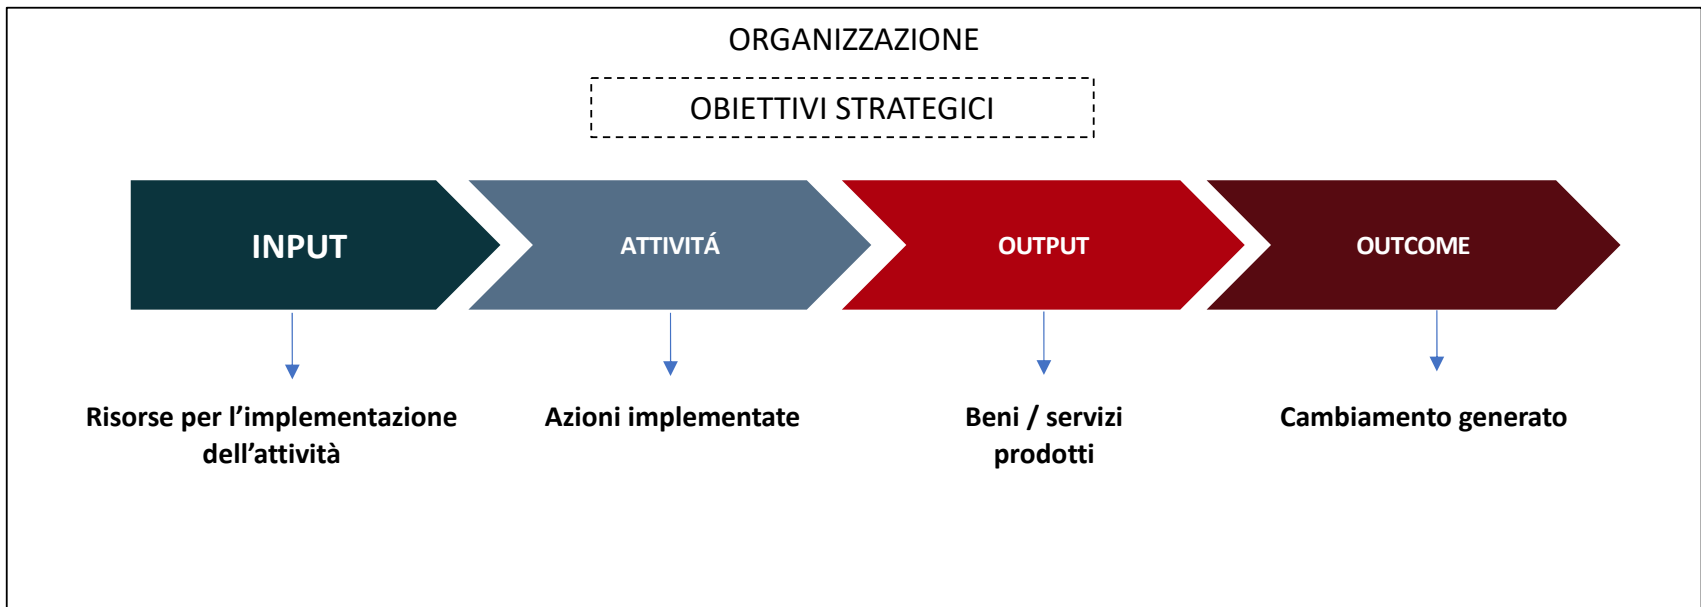 ORGANIZZAZIONE
OBIETTIVI STRATEGICI
INPUT
ATTIVITÁ
OUTPUT
OUTCOME
Risorse per l’implementazione
dell’attività
Azioni implementate
Beni / servizi
prodotti
Cambiamento generato